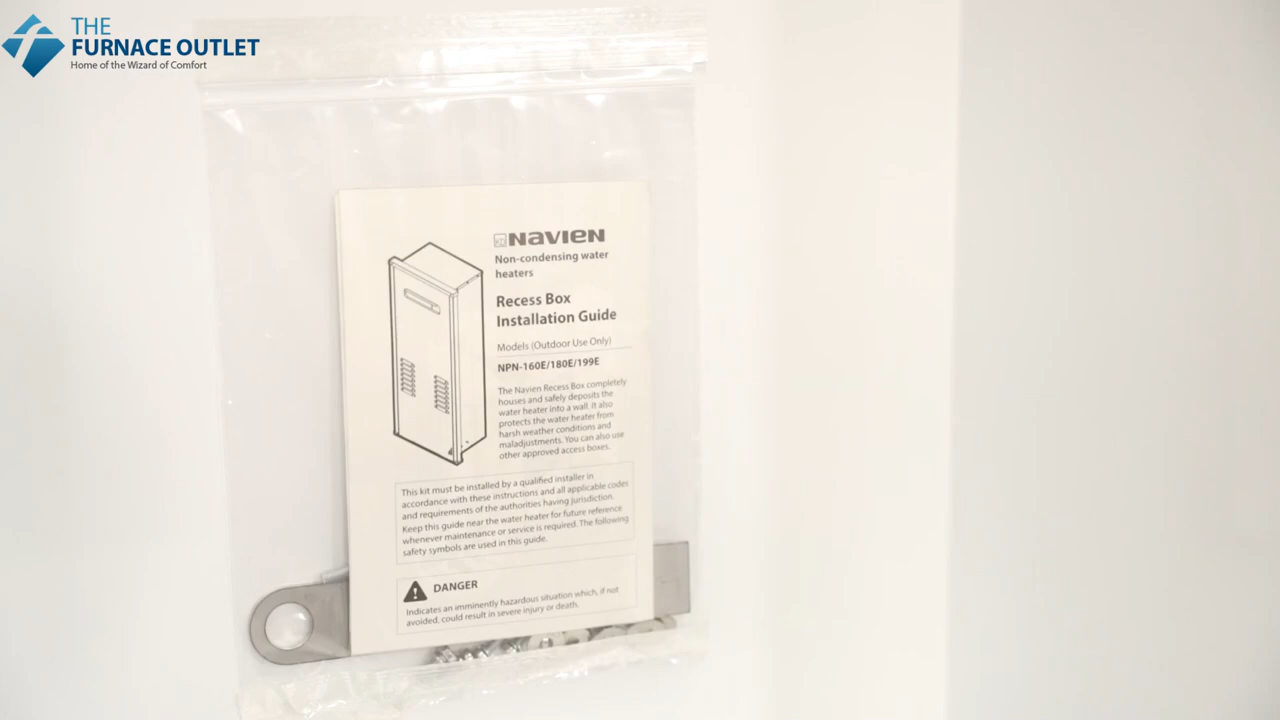 THE
FURNACE OUTLET
Home of the Wizard of Comfort
NAVIEN
Non-condensing water
heaters
Recess Box
Installation Guide
Models (Outdoor Use Only)
NPN-160E/180E/199E
The Navien Recess Box completely
houses and safely deposits the
water heater into a wall. It also
protects the water heater from
harsh weather conditions and
maladjustments. You can also use
other approved access boxes.
This kit must be installed by a qualified installer in
accordance with these instructions and all applicable codes
and requirements of the authorities having jurisdiction.
Keep this guide near the water heater for future reference
whenever maintenance or service is required. The following
safety symbols are used in this guide.
DANGER
Indicates an imminently hazardous situation which, if not
avoided, could result in severe injury or death.